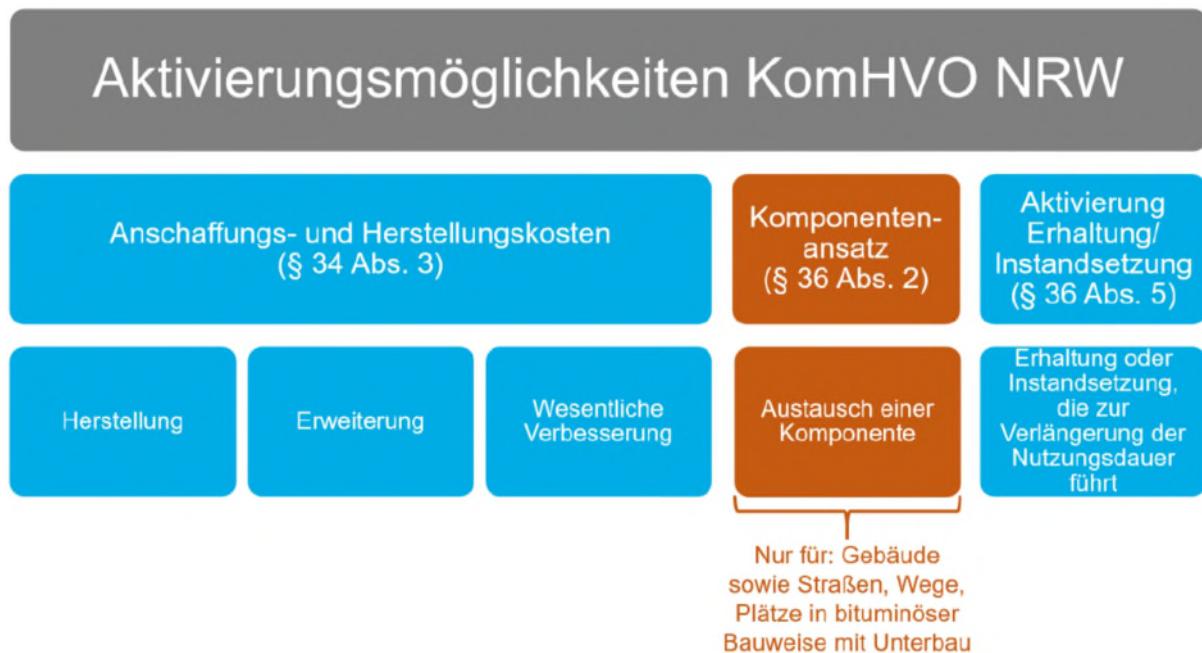 Aktivierungsmöglichkeiten KomHVO NRW
Anschaffungs- und Herstellungskosten
(§ 34 Abs. 3)
Komponenten-
ansatz
(§ 36 Abs. 2)
Aktivierung
Erhaltung/
Instandsetzung
(§ 36 Abs. 5)
Herstellung
Erweiterung
Wesentliche
Verbesserung
Austausch einer
Komponente
Erhaltung oder
Instandsetzung,
die zur
Verlängerung der
Nutzungsdauer
führt
Nur für: Gebäude
sowie Straßen, Wege,
Plätze in bituminöser
Bauweise mit Unterbau